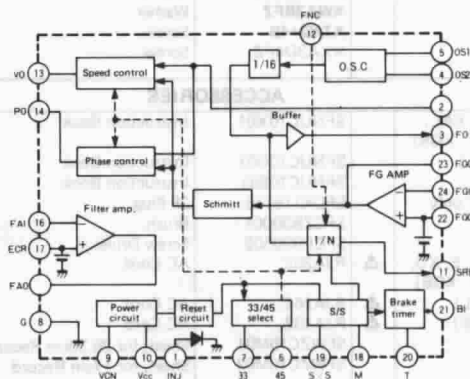 FNC
12
VO 13
Speed control
1/16
O.S.C
5 OS1
4 OS2
ACCESSORIES
2
PO 14
Buffer
3
Phase control
23
Schmitt
FG AMP
24
FAI 16
Filter amp.
22
ECR 17
1/N
11
FAO
Power circuit
Reset circuit
33/45 select
S/S
Brake timer
21 BI
G 8
9
10
1
7
6
19
18
20
VCN
Vcc
INJ
33
45
S
S
M
T